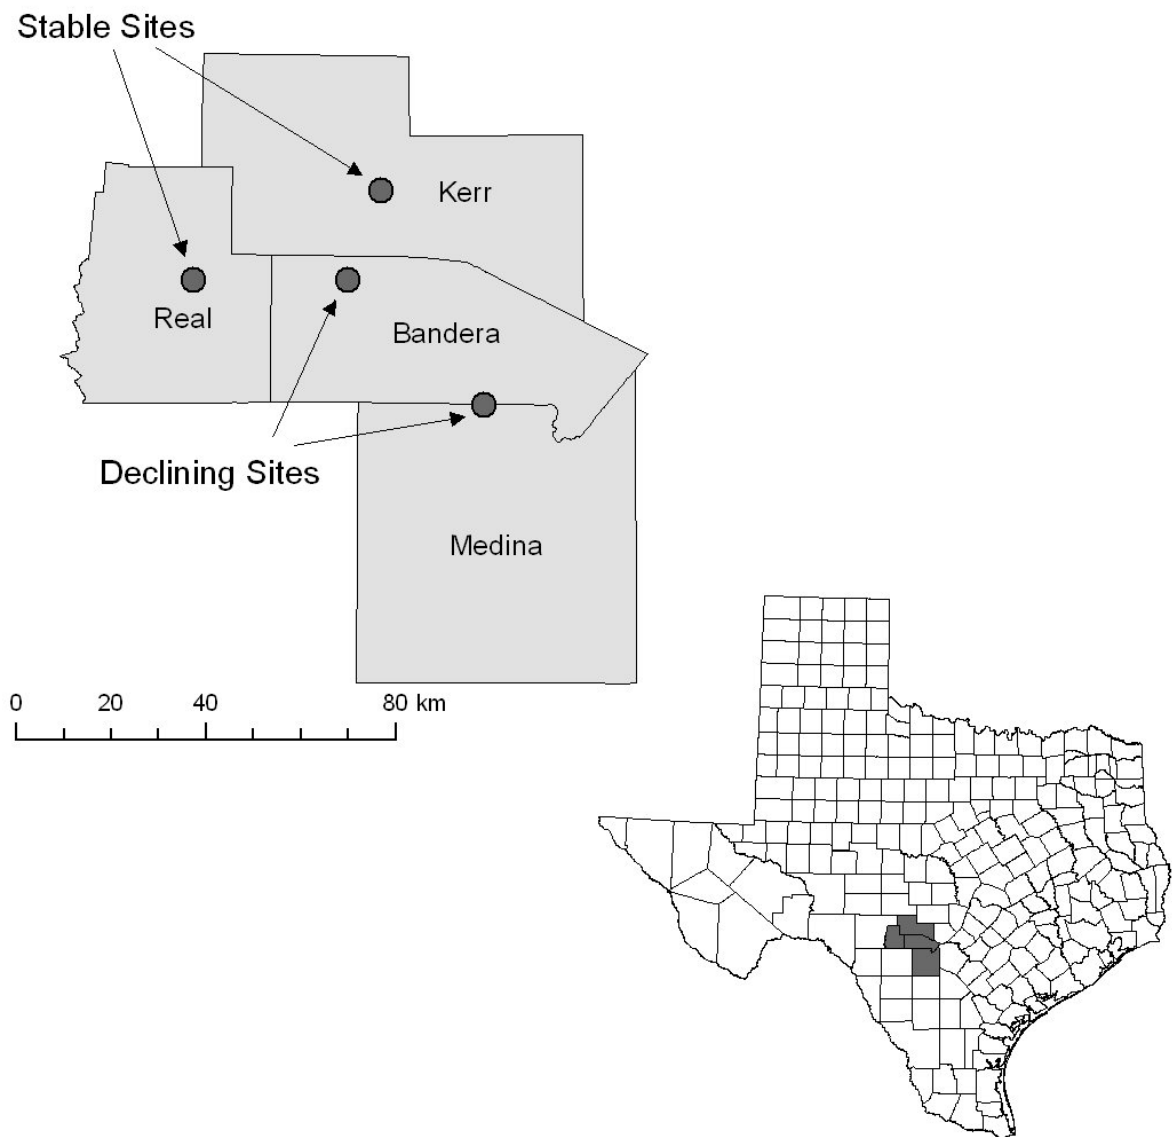 Stable Sites
Kerr
Real
Bandera
Declining Sites
Medina
0 20 40 80 km